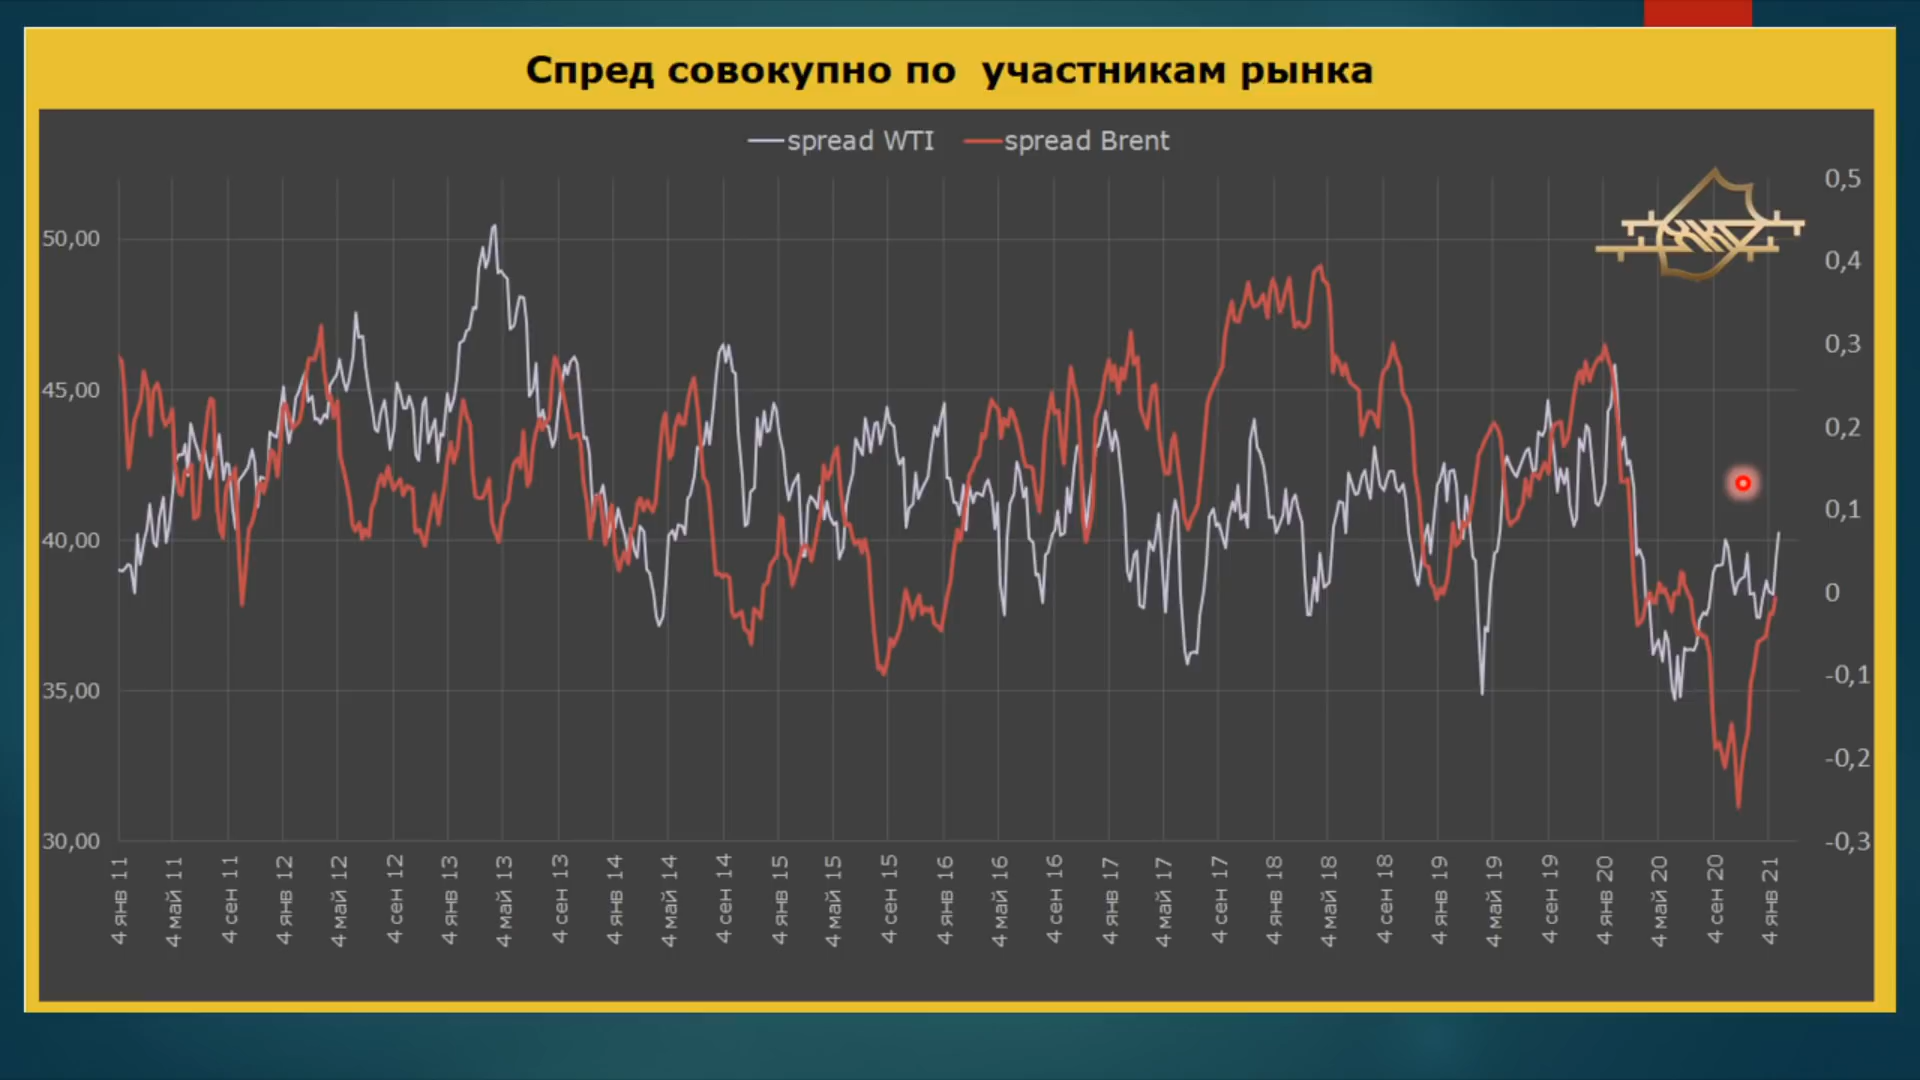 Спред совокупно по участникам рынка
spread WTI spread Brent
50,00
45,00
40,00
35,00
30,00
0,5
0,4
0,3
0,2
0,1
0
-0,1
-0,2
-0,3
4 янв 11
4 май 11
4 сен 11
4 янв 12
4 май 12
4 сен 12
4 янв 13
4 май 13
4 сен 13
4 янв 14
4 май 14
4 сен 14
4 янв 15
4 май 15
4 сен 15
4 янв 16
4 май 16
4 сен 16
4 янв 17
4 май 17
4 сен 17
4 янв 18
4 май 18
4 сен 18
4 янв 19
4 май 19
4 сен 19
4 янв 20
4 май 20
4 сен 20
4 янв 21